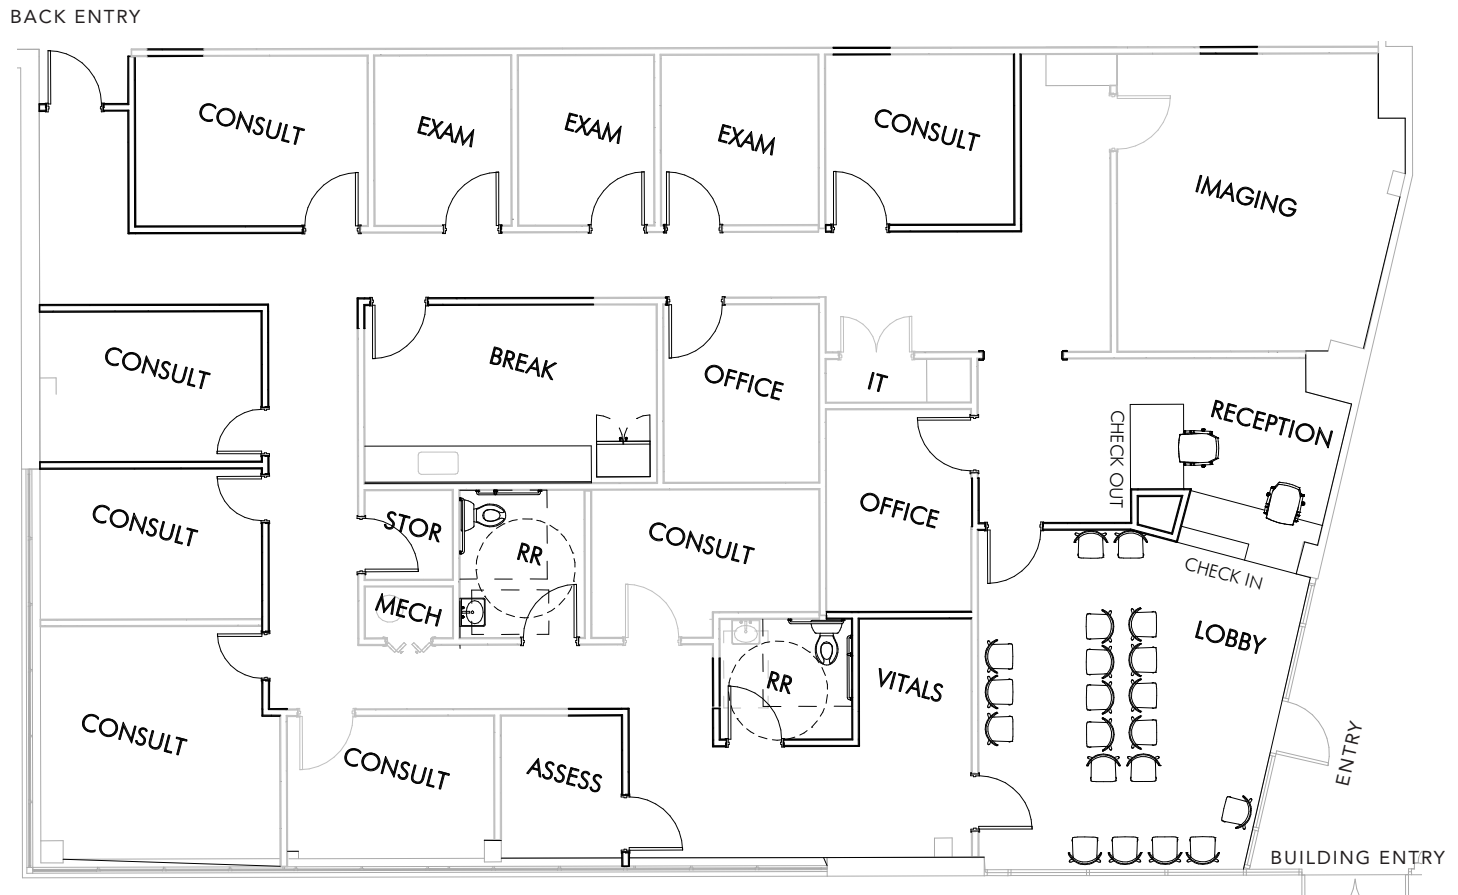 BACK ENTRY
CONSULT
EXAM
EXAM
EXAM
CONSULT
IMAGING
CONSULT
BREAK
OFFICE
IT
RECEPTION
CHECK OUT
CONSULT
STOR
RR
CONSULT
OFFICE
CHECK IN
MECH
LOBBY
RR
VITALS
CONSULT
CONSULT
ASSESS
ENTRY
BUILDING ENTRY